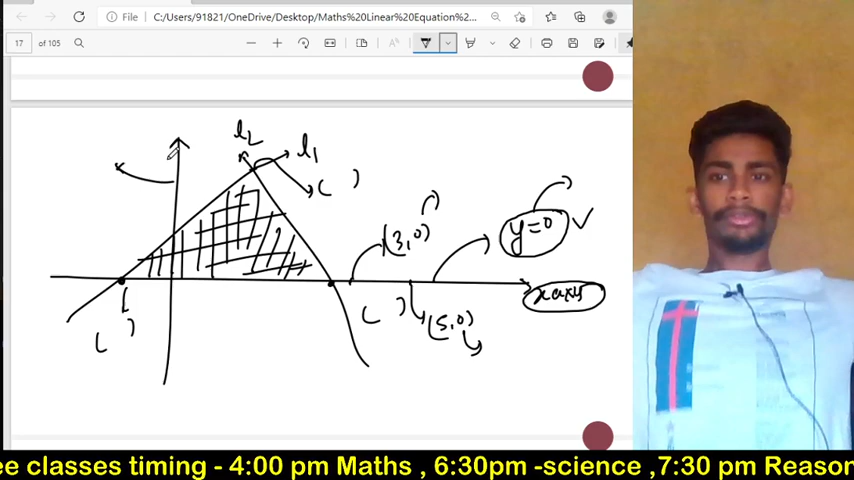 File
C:/Users/91821/OneDrive/Desktop/Maths%20Linear%20Equation%2...
17 of 105
l2
l1
( )
(3,0)
y=0
x axis
( )
( )
(5,0)
ee classes timing - 4:00 pm Maths , 6:30pm -science ,7:30 pm Reason